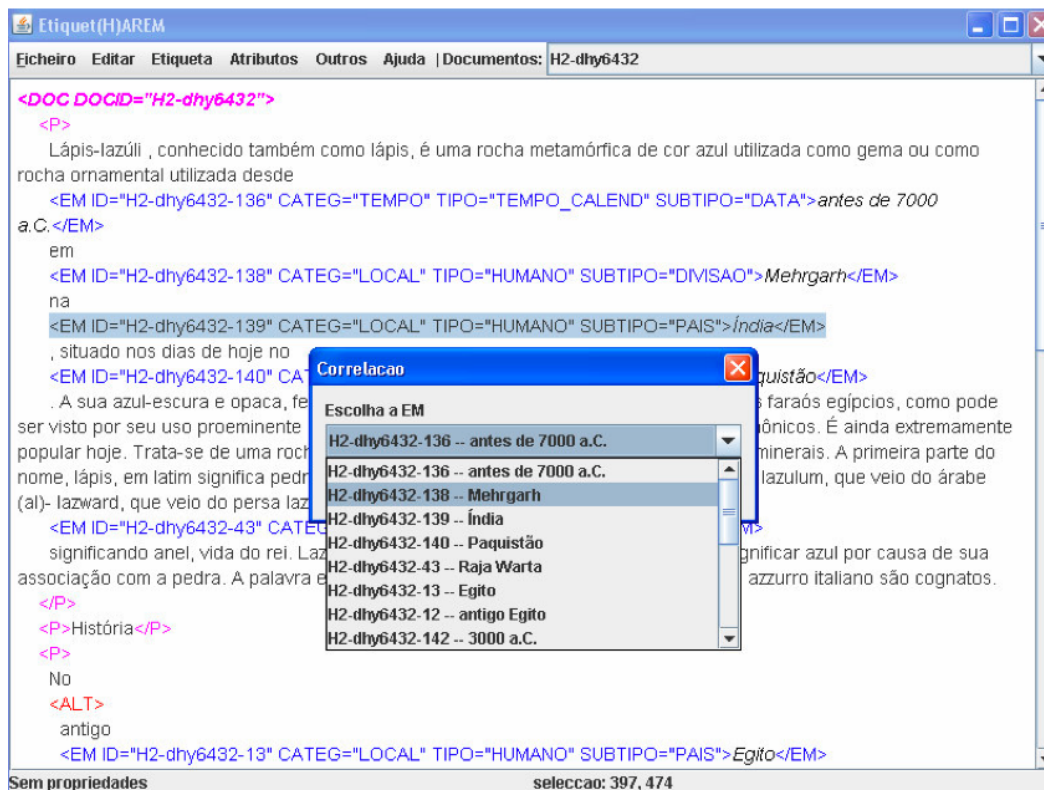 Etiquet(H)AREM
Ficheiro Editar Etiqueta Atributos Outros Ajuda |Documentos: H2-dhy6432
<DOC DOCID="H2-dhy6432">
<P>
Lápis-lazúli , conhecido também como lápis, é uma rocha metamórfica de cor azul utilizada como gema ou como
rocha ornamental utilizada desde
<EM ID="H2-dhy6432-136" CATEG="TEMPO" TIPO="TEMPO_CALEND" SUBTIPO="DATA">antes de 7000
a.C.</EM>
em
<EM ID="H2-dhy6432-138" CATEG="LOCAL" TIPO="HUMANO" SUBTIPO="DIVISAO">Mehrgarh</EM>
na
<EM ID="H2-dhy6432-139" CATEG="LOCAL" TIPO="HUMANO" SUBTIPO="PAIS">Índia</EM>
, situado nos dias de hoje no
<EM ID="H2-dhy6432-140" CAT quistão</EM>
. A sua azul-escura e opaca, fe s faraós egípcios, como pode
ser visto por seu uso proeminente ônicos. É ainda extremamente
popular hoje. Trata-se de uma roch minerais. A primeira parte do
nome, lápis, em latim significa pedr lazulum, que veio do árabe
(al)- lazward, que veio do persa laz
<EM ID="H2-dhy6432-43" CATEG M>
significando anel, vida do rei. Laz gnificar azul por causa de sua
associação com a pedra. A palavra e azzurro italiano são cognatos.
</P>
<P>História</P>
<P>
No
<ALT>
antigo
<EM ID="H2-dhy6432-13" CATEG="LOCAL" TIPO="HUMANO" SUBTIPO="PAIS">Egito</EM>
Correlacao
Escolha a EM
H2-dhy6432-136 -- antes de 7000 a.C.
H2-dhy6432-136 -- antes de 7000 a.C.
H2-dhy6432-138 -- Mehrgarh
H2-dhy6432-139 -- Índia
H2-dhy6432-140 -- Paquistão
H2-dhy6432-43 -- Raja Warta
H2-dhy6432-13 -- Egito
H2-dhy6432-12 -- antigo Egito
H2-dhy6432-142 -- 3000 a.C.
Sem propriedades seleccao: 397, 474